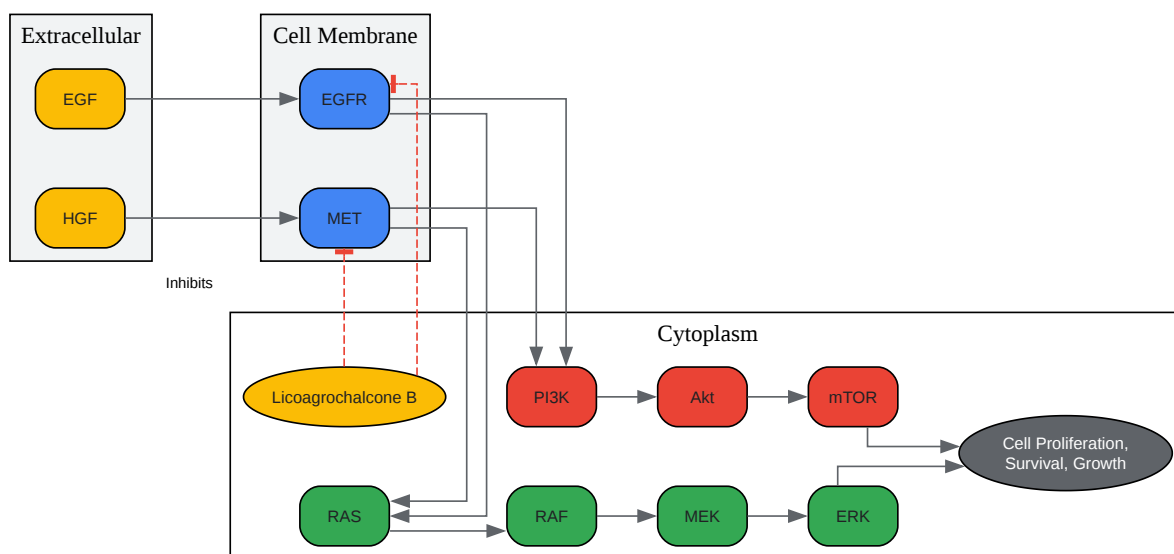 Extracellular
Cell Membrane
EGF
EGFR
HGF
MET
Inhibits
Cytoplasm
Licoagrochalcone B
PI3K
Akt
mTOR
Cell Proliferation,
Survival, Growth
RAS
RAF
MEK
ERK